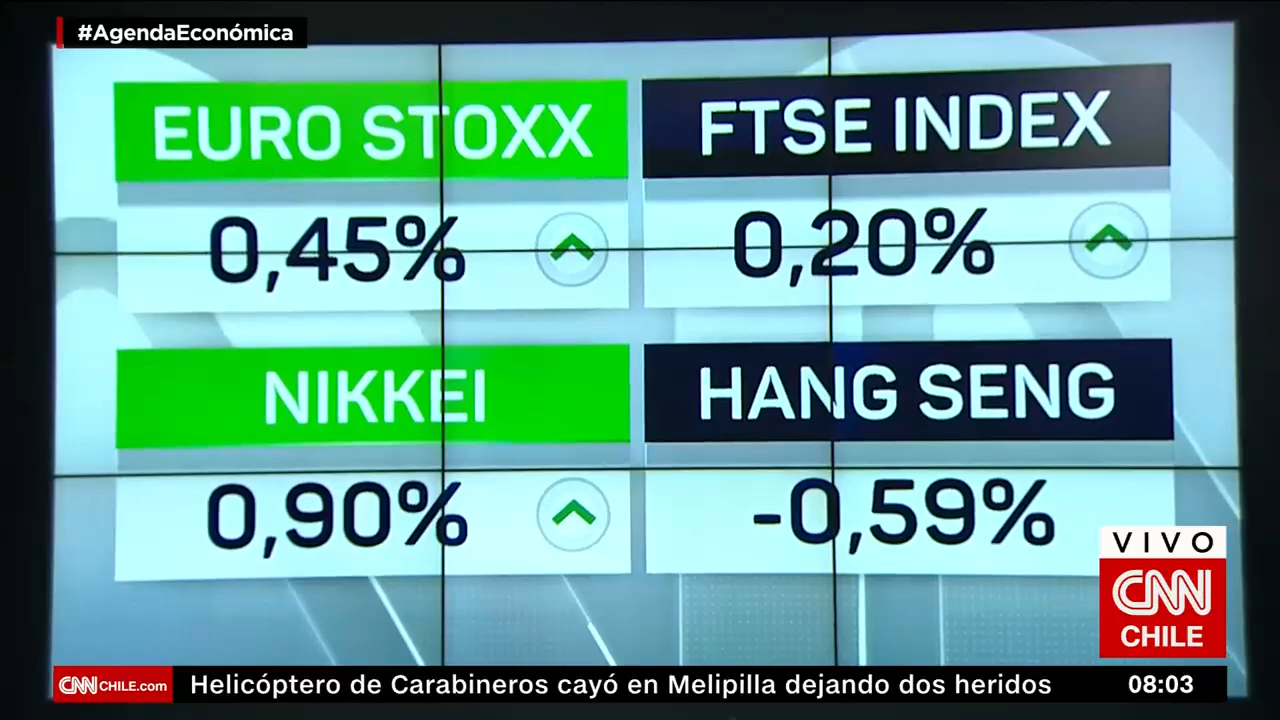 #AgendaEconómica
EURO STOXX
FTSE INDEX
0,45%
0,20%
NIKKEI
HANG SENG
0,90%
-0,59%
VIVO
CNN
CHILE
CNNCHILE.com
Helicóptero de Carabineros cayó en Melipilla dejando dos heridos
08:03